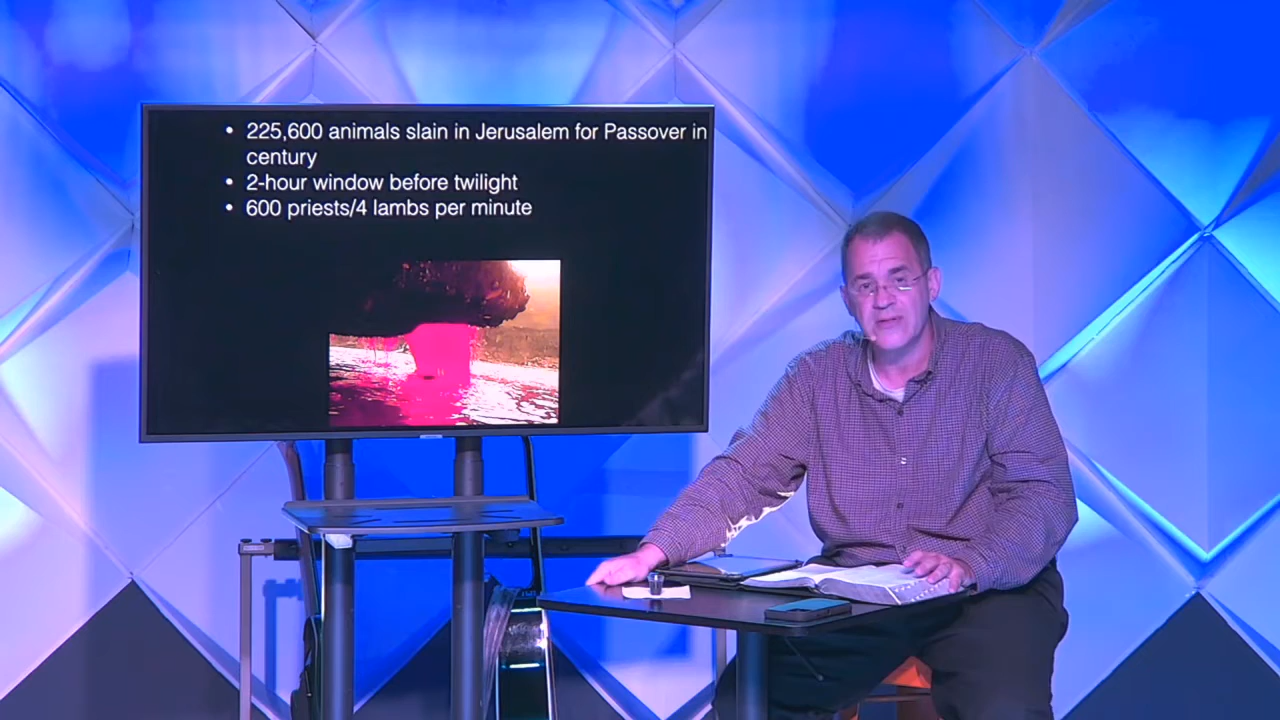 • 225,600 animals slain in Jerusalem for Passover in
century
• 2-hour window before twilight
• 600 priests/4 lambs per minute